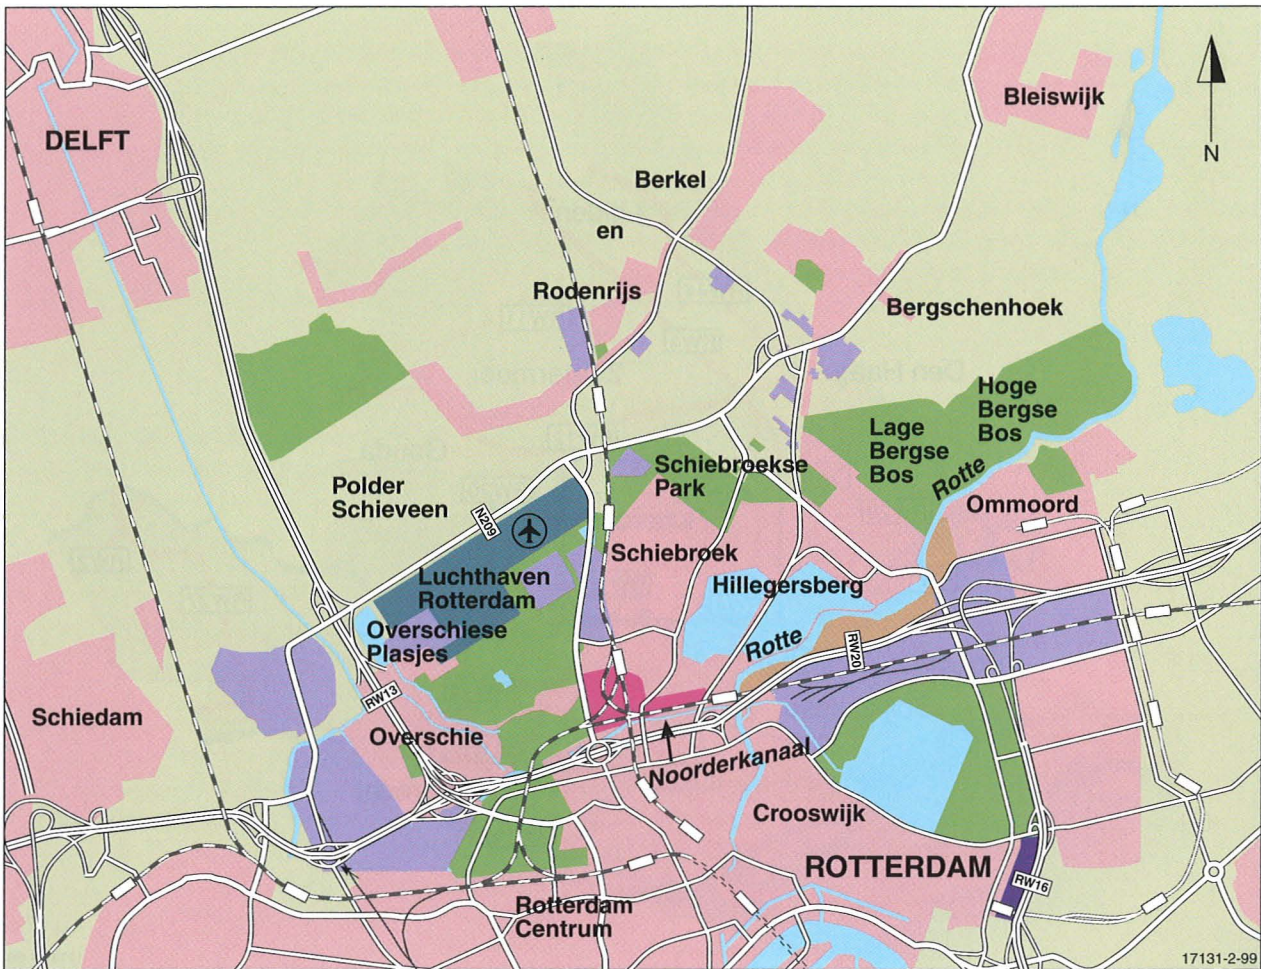 Bleiswijk
DELFT
N
Berkel
en
Rodenrijs
Bergschenhoek
Hoge
Bergse
Bos
Lage
Bergse
Bos
Schiebroekse
Park
Rotte
Polder
Schieveen
N209
Ommoord
Schiebroek
Luchthaven
Rotterdam
Hillegersberg
Overschiese
Plasjes
Rotte
RW20
RW13
Schiedam
Overschie
Noorderkanaal
Crooswijk
ROTTERDAM
RW16
Rotterdam
Centrum
17131-2-99